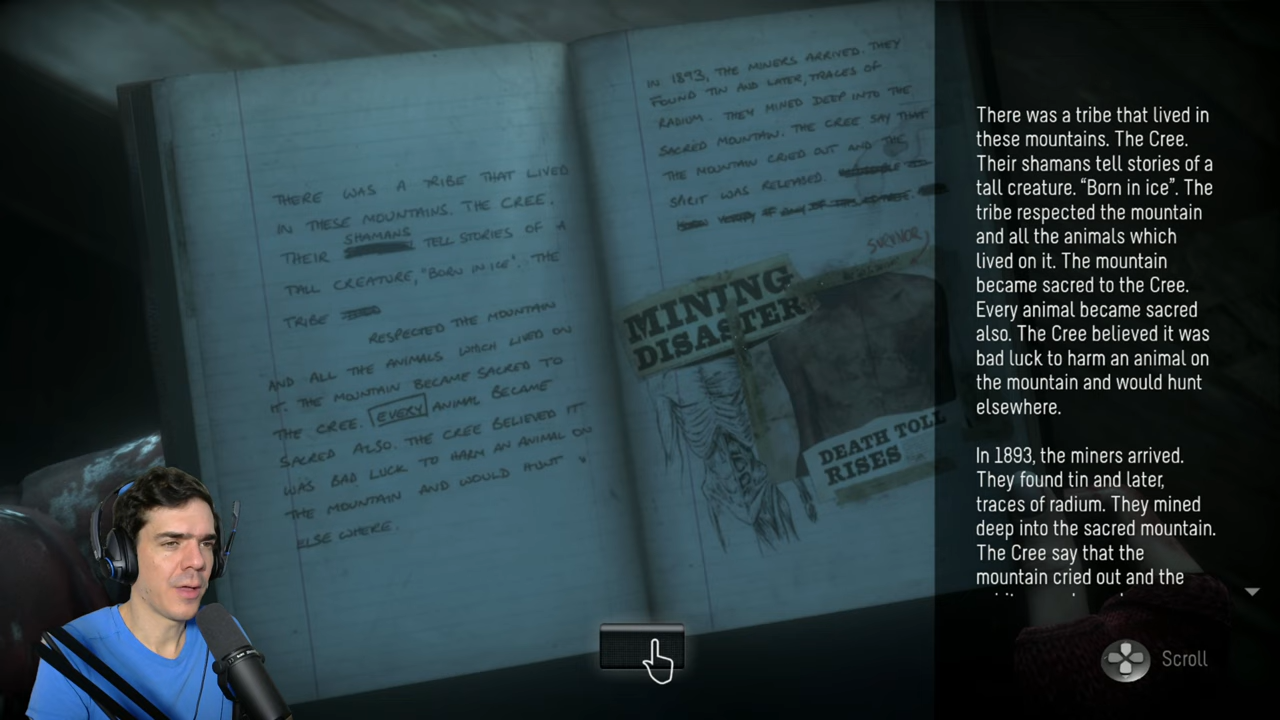 THERE WAS A TRIBE THAT LIVED
IN THESE MOUNTAINS. THE CREE.
SHAMANS
THEIR TELL STORIES OF A
TALL CREATURE, "BORN IN ICE". THE
TRIBE
RESPECTED THE MOUNTAIN
AND ALL THE ANIMALS WHICH LIVED ON
IT. THE MOUNTAIN BECAME SACRED TO
THE CREE. EVERY ANIMAL BECAME
SACRED ALSO. THE CREE BELIEVED IT
WAS BAD LUCK TO HARM AN ANIMAL ON
THE MOUNTAIN AND WOULD HUNT
ELSE WHERE.
IN 1893, THE MINERS ARRIVED. THEY
FOUND TIN AND LATER, TRACES OF
RADIUM. THEY MINED DEEP INTO THE
SACRED MOUNTAIN. THE CREE SAY THAT
THE MOUNTAIN CRIED OUT AND THE
SPIRIT WAS RELEASED.
SURVIVOR
MINING
DISASTER
DEATH TOLL
RISES
There was a tribe that lived in
these mountains. The Cree.
Their shamans tell stories of a
tall creature. “Born in ice”. The
tribe respected the mountain
and all the animals which
lived on it. The mountain
became sacred to the Cree.
Every animal became sacred
also. The Cree believed it was
bad luck to harm an animal on
the mountain and would hunt
elsewhere.
In 1893, the miners arrived.
They found tin and later,
traces of radium. They mined
deep into the sacred mountain.
The Cree say that the
mountain cried out and the
Scroll